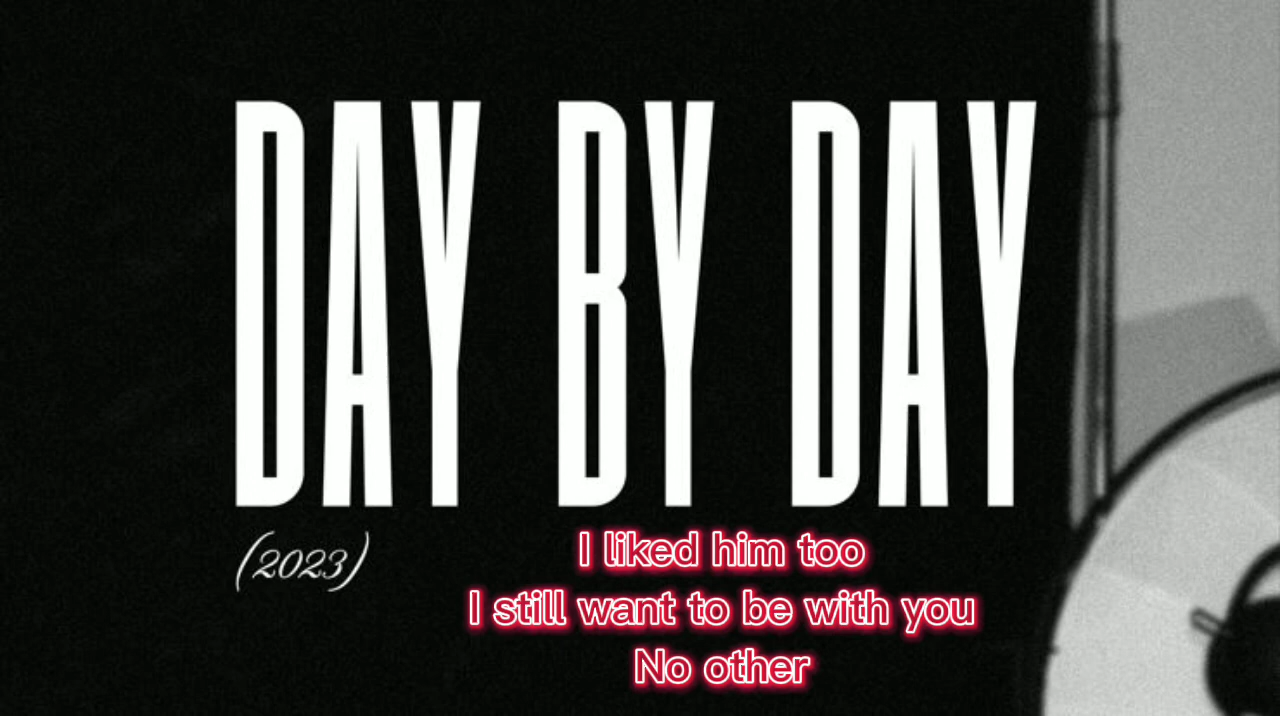 DAY BY DAY
(2023)
I liked him too
I still want to be with you
No other